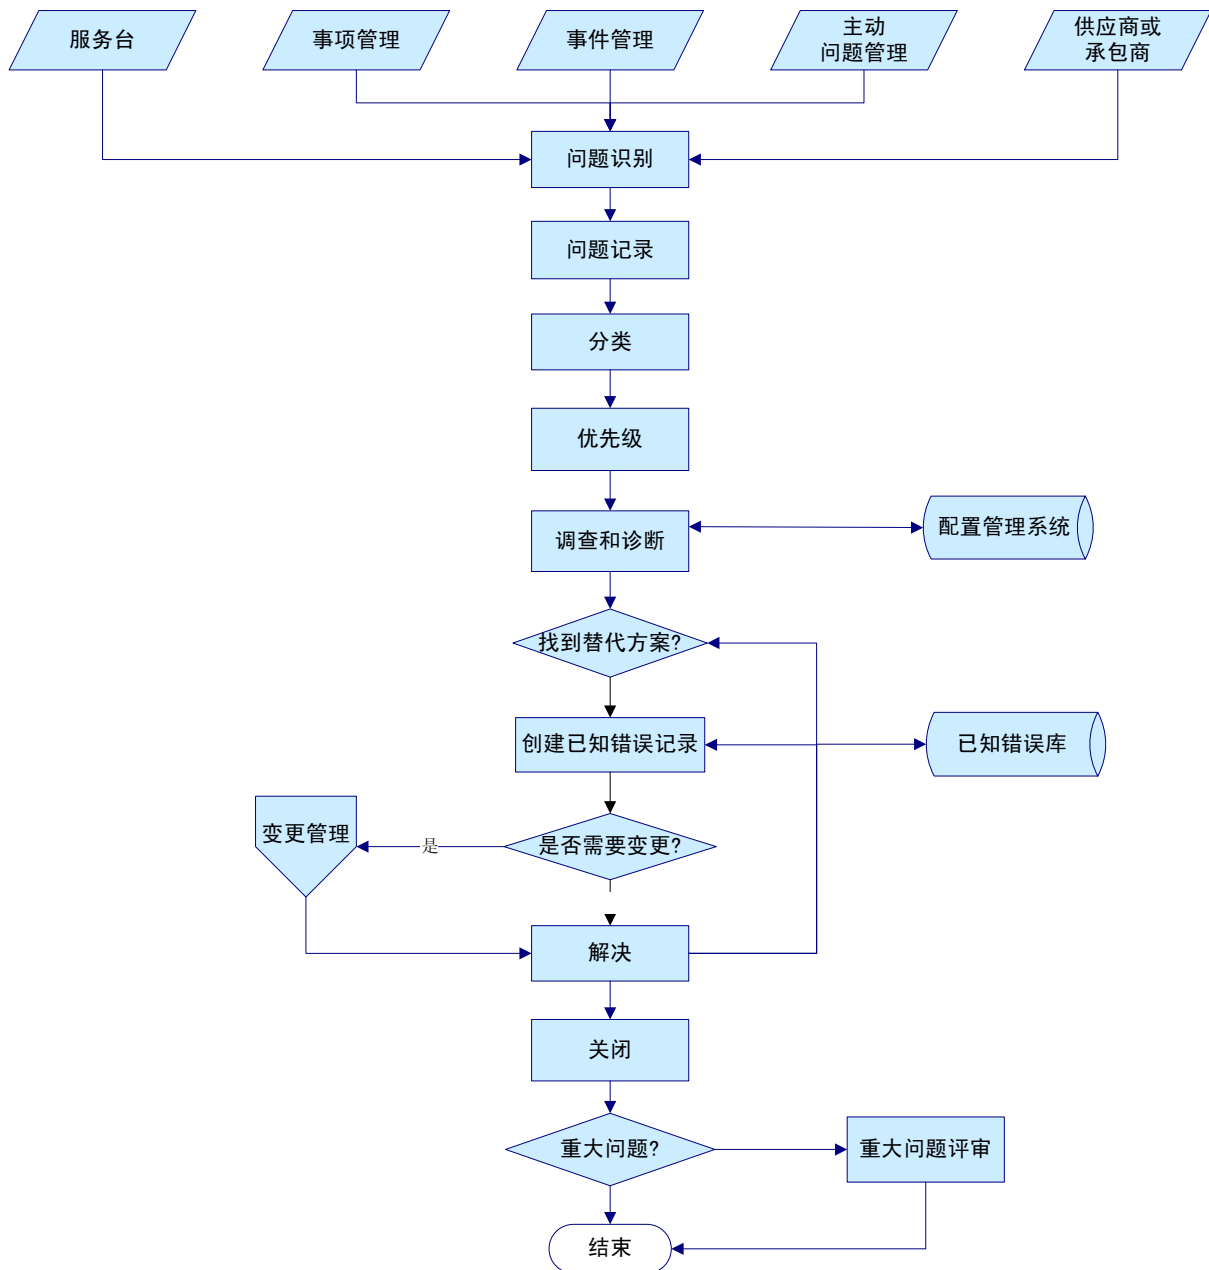 服务台
事项管理
事件管理
主动
问题管理
供应商或
承包商
问题识别
问题记录
分类
优先级
调查和诊断
配置管理系统
找到替代方案?
创建已知错误记录
已知错误库
变更管理
是
是否需要变更?
解决
关闭
重大问题?
重大问题评审
结束